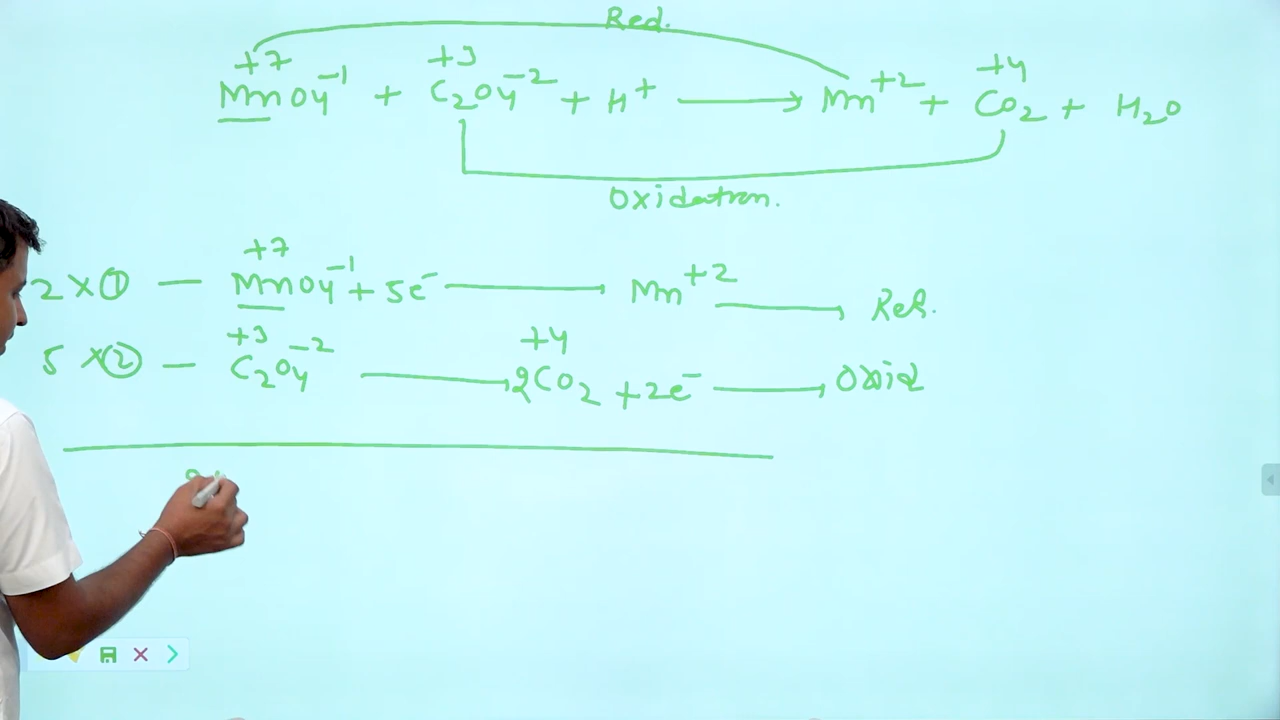 Red.
+7 +3 +4
MnO4⁻¹ + C2O4⁻² + H⁺ → Mn⁺² + CO2 + H2O
Oxidation.
+7
2 × ① — MnO4⁻¹ + 5e⁻ → Mn⁺² → Red.
+3 +4
5 × ② — C2O4⁻² → 2CO2 + 2e⁻ → Oxid